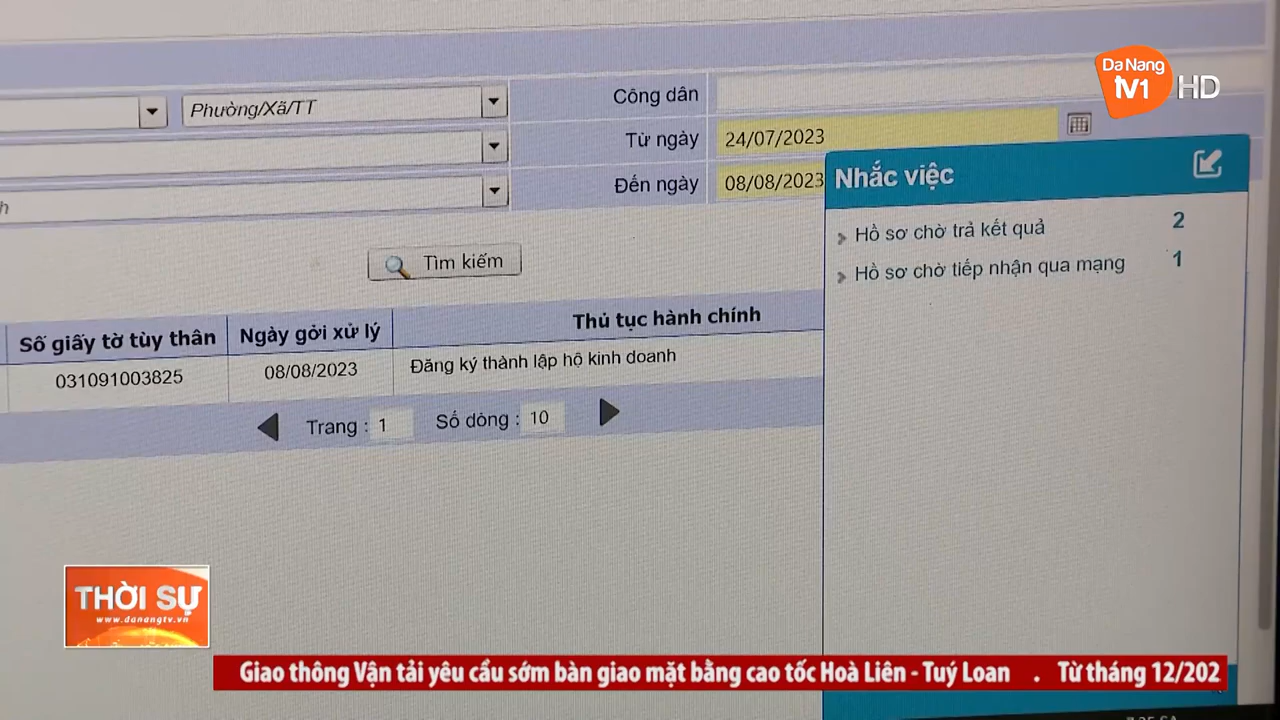 Da Nang
TV1 HD
Công dân
Phường/Xã/TT
Từ ngày 24/07/2023
Đến ngày 08/08/2023
h
Nhắc việc
Hồ sơ chờ trả kết quả 2
Hồ sơ chờ tiếp nhận qua mạng 1
Tìm kiếm
Số giấy tờ tùy thân Ngày gởi xử lý Thủ tục hành chính
031091003825 08/08/2023 Đăng ký thành lập hộ kinh doanh
Trang : 1 Số dòng : 10
THỜI SỰ
www.danangtv.vn
Giao thông Vận tải yêu cầu sớm bàn giao mặt bằng cao tốc Hoà Liên - Tuý Loan . Từ tháng 12/202